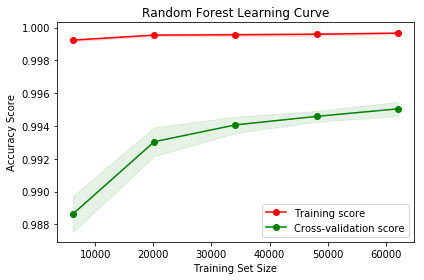 Random Forest Learning Curve
Accuracy Score
1.000
0.998
0.996
0.994
0.992
0.990
0.988
10000 20000 30000 40000 50000 60000
Training Set Size
Training score
Cross-validation score